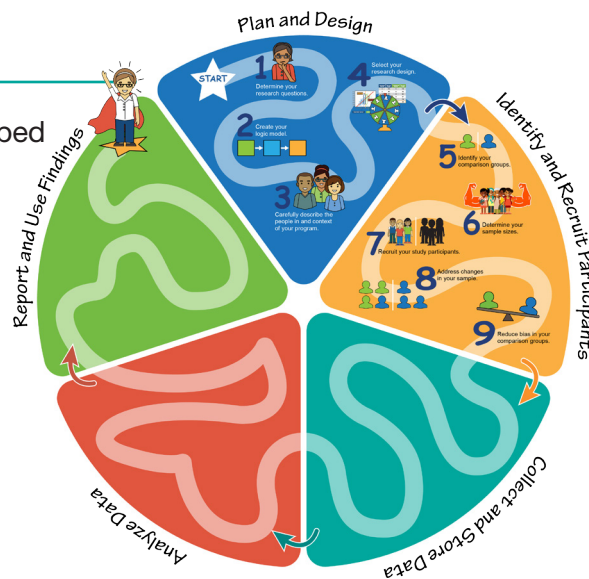 ped
Plan and Design
START
1
Determine your
research questions.
2
Create your
logic model.
3
Carefully describe the
people in and context
of your program.
4
Select your
research design.
Identify and Recruit Participants
5
Identify your
comparison groups.
6
Determine your
sample sizes.
7
Recruit your study participants.
8
Address changes
in your sample.
9
Reduce bias in your
comparison groups.
Collect and Store Data
Analyze Data
Report and Use Findings